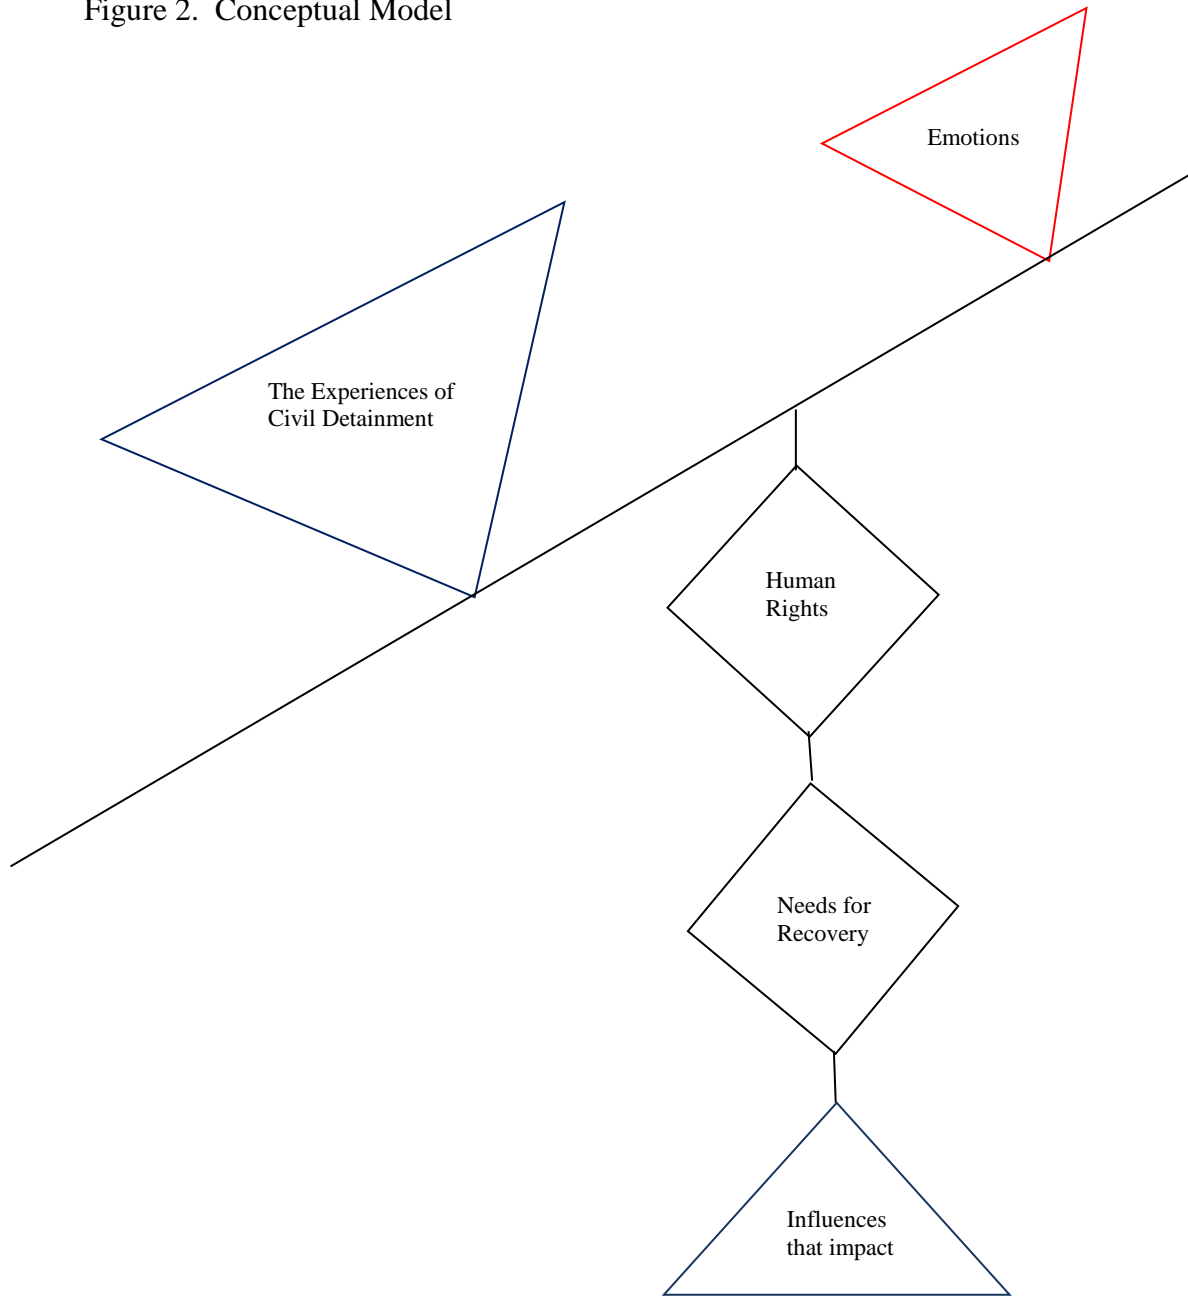 Figure 2.  Conceptual Model
Emotions
The Experiences of
Civil Detainment
Human
Rights
Needs for
Recovery
Influences
that impact